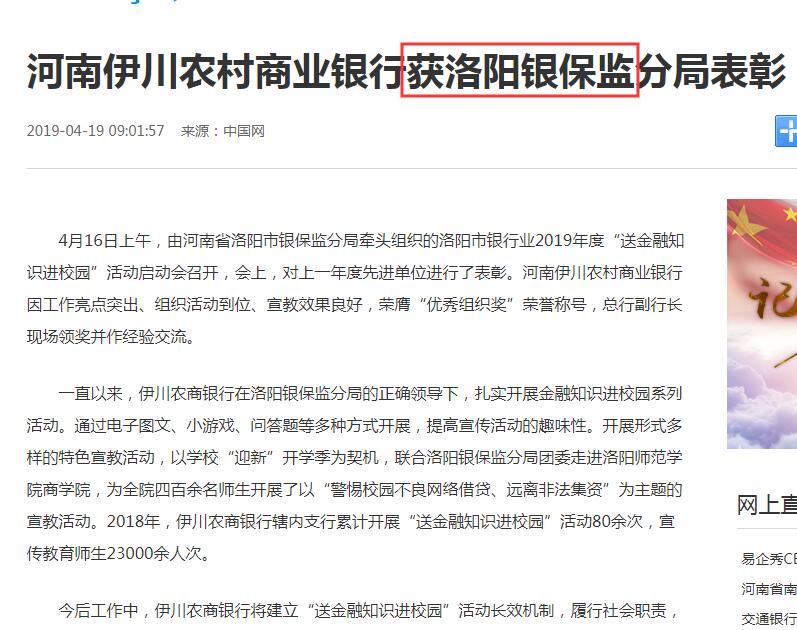 河南伊川农村商业银行获洛阳银保监分局表彰
2019-04-19 09:01:57 来源：中国网
4月16日上午，由河南省洛阳市银保监分局牵头组织的洛阳市银行业2019年度“送金融知
识进校园”活动启动会召开，会上，对上一年度先进单位进行了表彰。河南伊川农村商业银行
因工作亮点突出、组织活动到位、宣教效果良好，荣膺“优秀组织奖”荣誉称号，总行副行长
现场领奖并作经验交流。
一直以来，伊川农商银行在洛阳银保监分局的正确领导下，扎实开展金融知识进校园系列
活动。通过电子图文、小游戏、问答题等多种方式开展，提高宣传活动的趣味性。开展形式多
样的特色宣教活动，以学校“迎新”开学季为契机，联合洛阳银保监分局团委走进洛阳师范学
院商学院，为全院四百余名师生开展了以“警惕校园不良网络借贷、远离非法集资”为主题的
宣教活动。2018年，伊川农商银行辖内支行累计开展“送金融知识进校园”活动80余次，宣
传教育师生23000余人次。
今后工作中，伊川农商银行将建立“送金融知识进校园”活动长效机制，履行社会职责，
记
网上直
易企秀CE
河南省南
交通银行